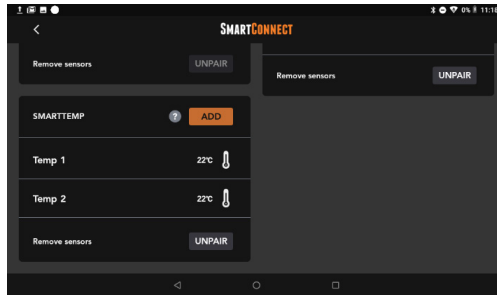 0% 11:18
SMARTCONNECT
Remove sensors UNPAIR
Remove sensors UNPAIR
SMARTTEMP ? ADD
Temp 1 22°C
Temp 2 22°C
Remove sensors UNPAIR